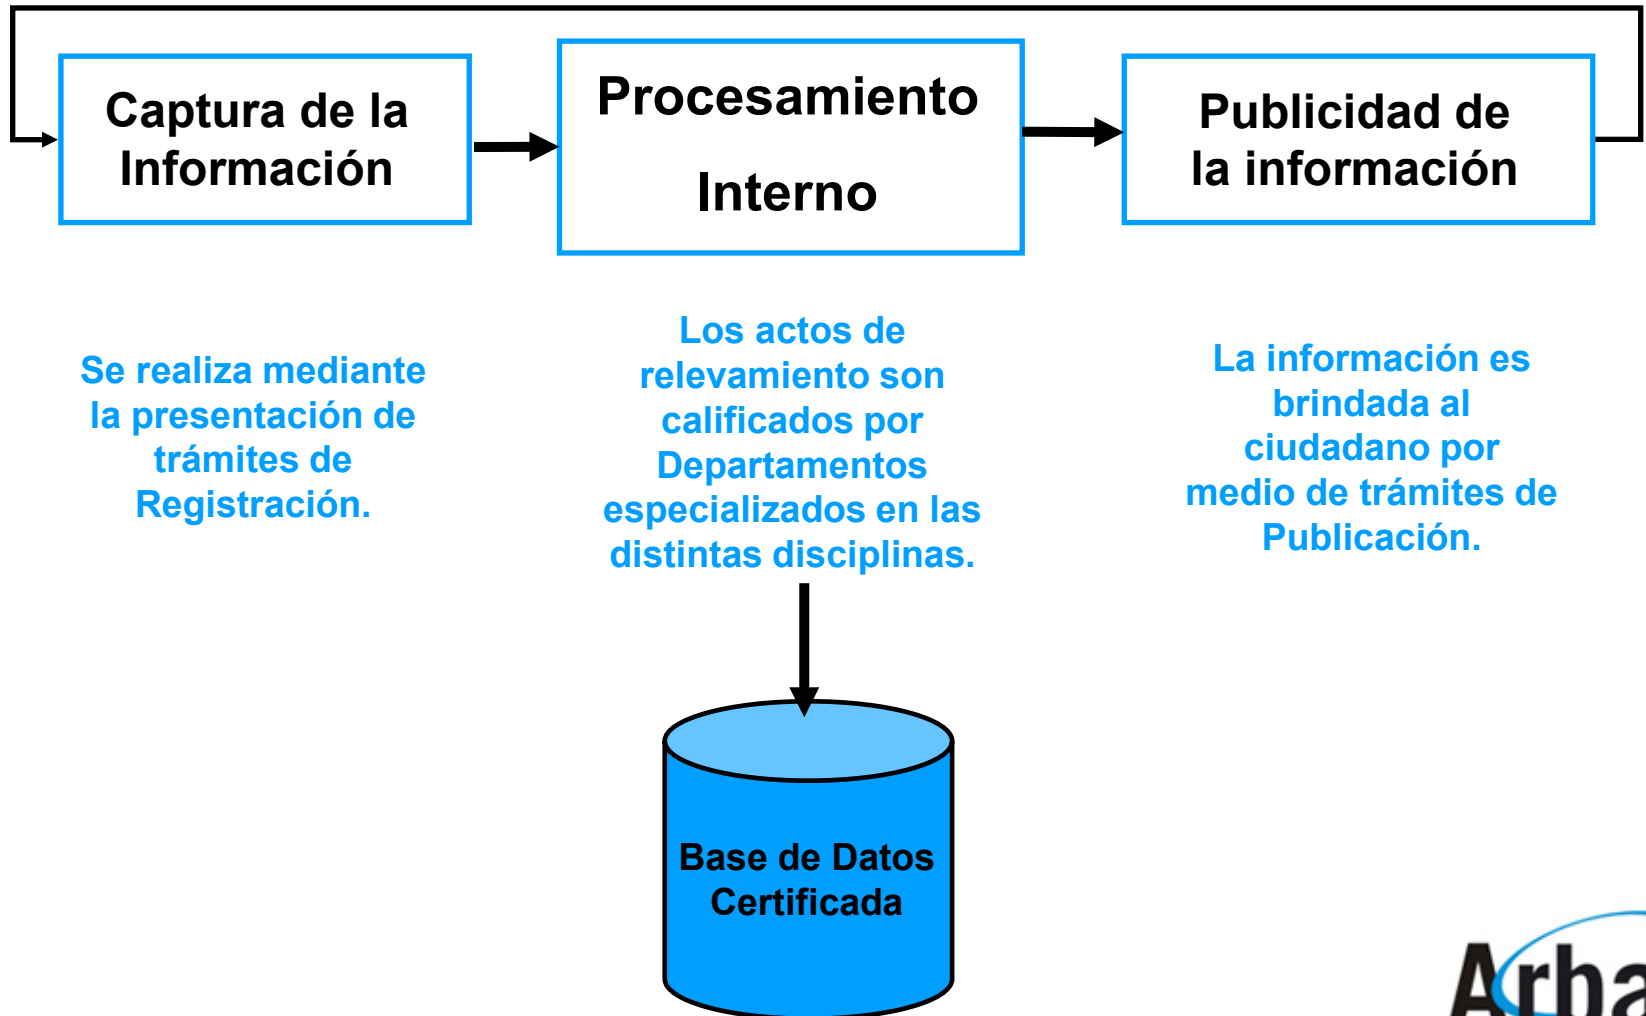 Captura de la
Información
Procesamiento
Interno
Publicidad de
la información
Se realiza mediante
la presentación de
trámites de
Registración.
Los actos de
relevamiento son
calificados por
Departamentos
especializados en las
distintas disciplinas.
La información es
brindada al
ciudadano por
medio de trámites de
Publicación.
Base de Datos
Certificada
Arba